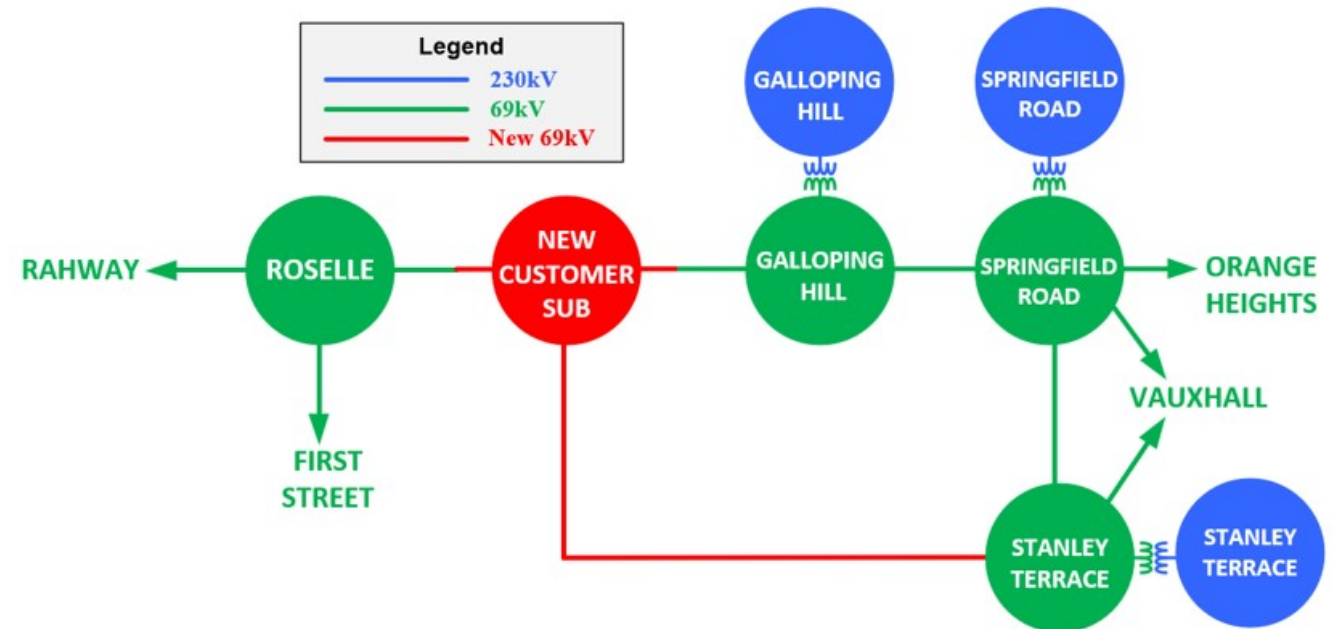 Legend
230kV
69kV
New 69kV
GALLOPING
HILL
SPRINGFIELD
ROAD
RAHWAY
ROSELLE
NEW
CUSTOMER
SUB
GALLOPING
HILL
SPRINGFIELD
ROAD
ORANGE
HEIGHTS
VAUXHALL
FIRST
STREET
STANLEY
TERRACE
STANLEY
TERRACE